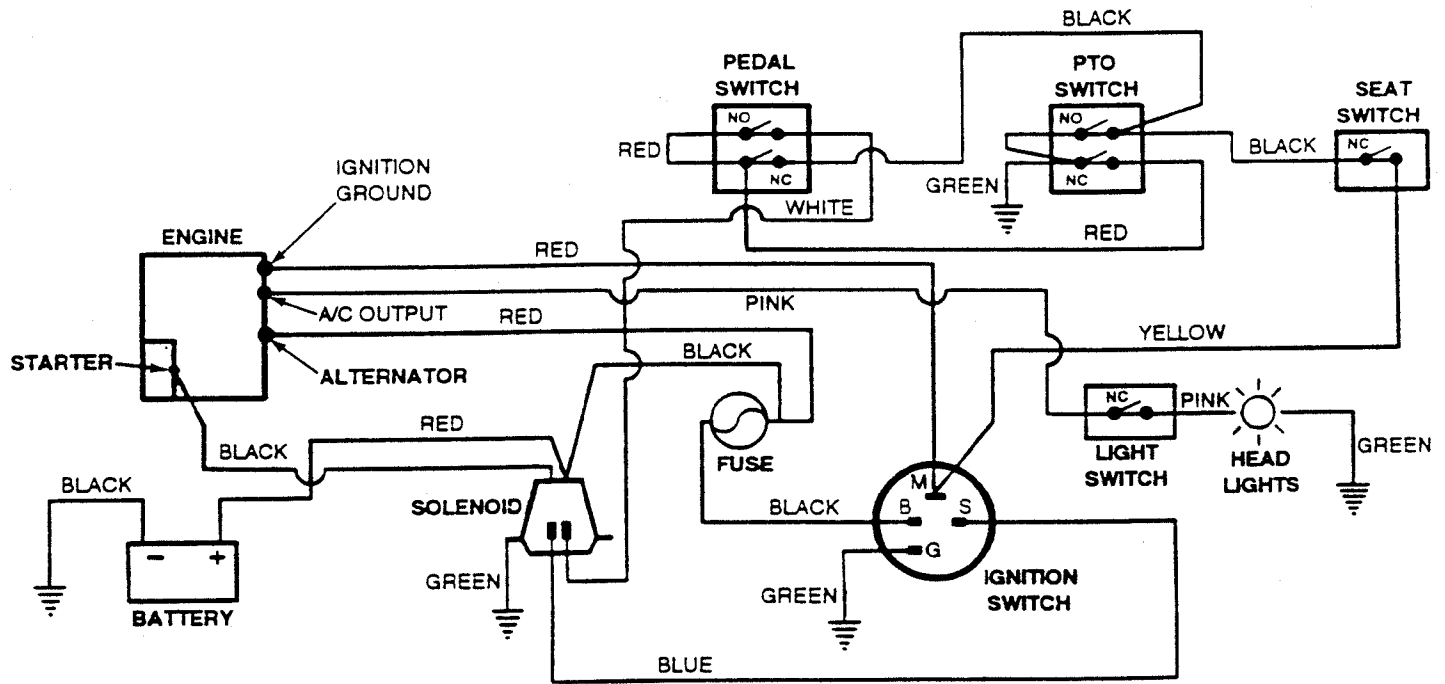 BLACK
PEDAL
SWITCH
PTO
SWITCH
SEAT
SWITCH
NO
NO
RED
NC
GREEN
NC
BLACK
NC
IGNITION
GROUND
WHITE
RED
ENGINE
RED
A/C OUTPUT
PINK
RED
YELLOW
STARTER
ALTERNATOR
BLACK
NC
PINK
RED
BLACK
FUSE
LIGHT
SWITCH
HEAD
LIGHTS
GREEN
BLACK
SOLENOID
BLACK
M
B
S
G
- +
BATTERY
GREEN
GREEN
IGNITION
SWITCH
BLUE